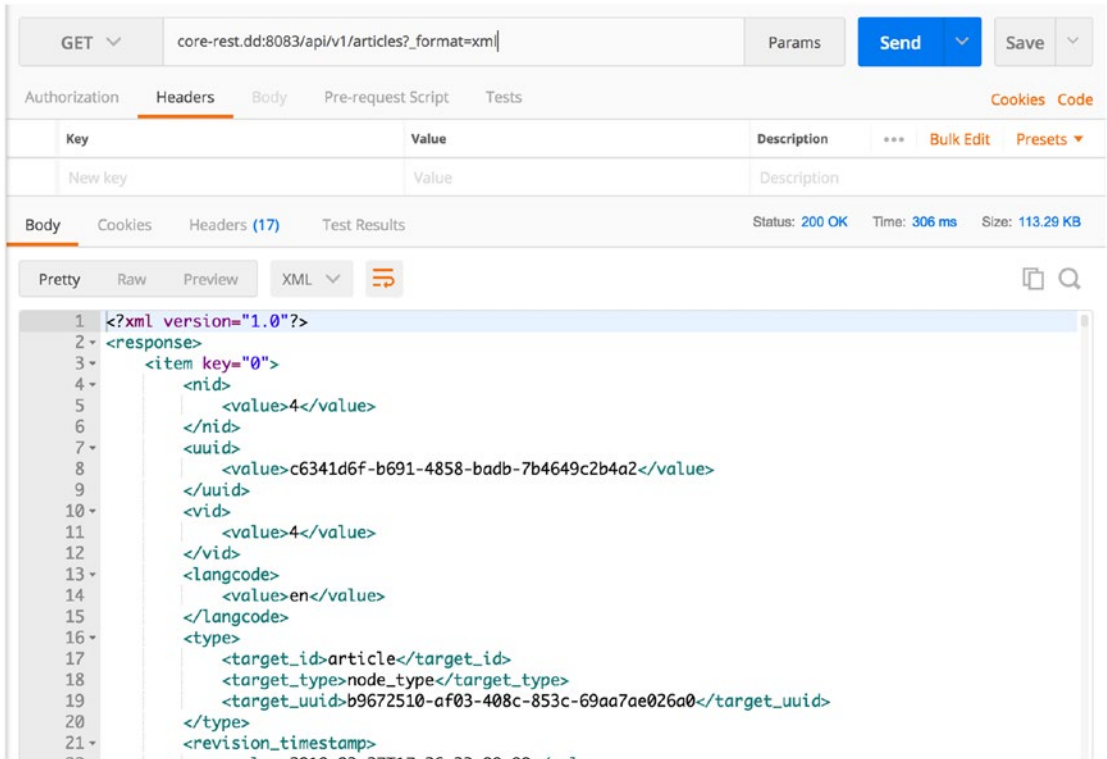 GET core-rest.dd:8083/api/v1/articles?_format=xml Params Send Save
Authorization Headers Body Pre-request Script Tests Cookies Code
Key Value Description Bulk Edit Presets
New key Value Description
Body Cookies Headers (17) Test Results Status: 200 OK Time: 306 ms Size: 113.29 KB
Pretty Raw Preview XML
1 <?xml version="1.0"?>
2 <response>
3 <item key="0">
4 <nid>
5 <value>4</value>
6 </nid>
7 <uuid>
8 <value>c6341d6f-b691-4858-badb-7b4649c2b4a2</value>
9 </uuid>
10 <vid>
11 <value>4</value>
12 </vid>
13 <langcode>
14 <value>en</value>
15 </langcode>
16 <type>
17 <target_id>article</target_id>
18 <target_type>node_type</target_type>
19 <target_uuid>b9672510-af03-408c-853c-69aa7ae026a0</target_uuid>
20 </type>
21 <revision_timestamp>